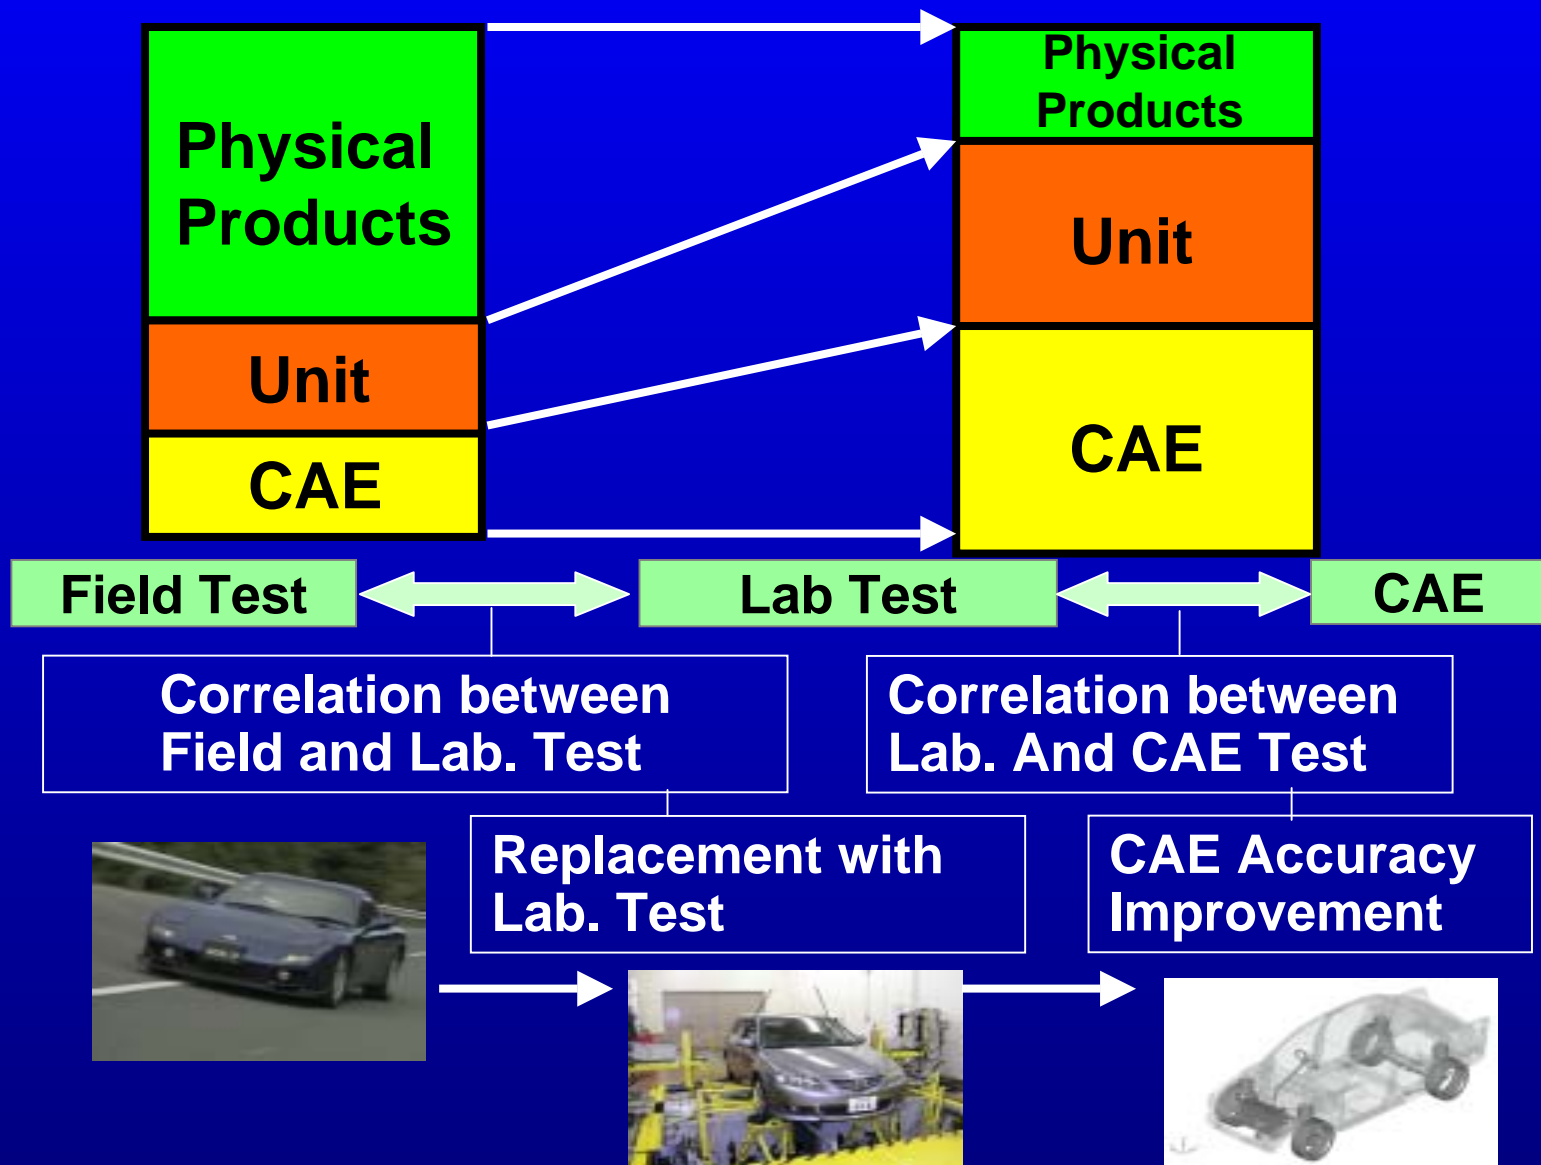 Physical
Products
Unit
CAE
Physical
Products
Unit
CAE
Field Test
Lab Test
CAE
Correlation between
Field and Lab. Test
Correlation between
Lab. And CAE Test
Replacement with
Lab. Test
CAE Accuracy
Improvement